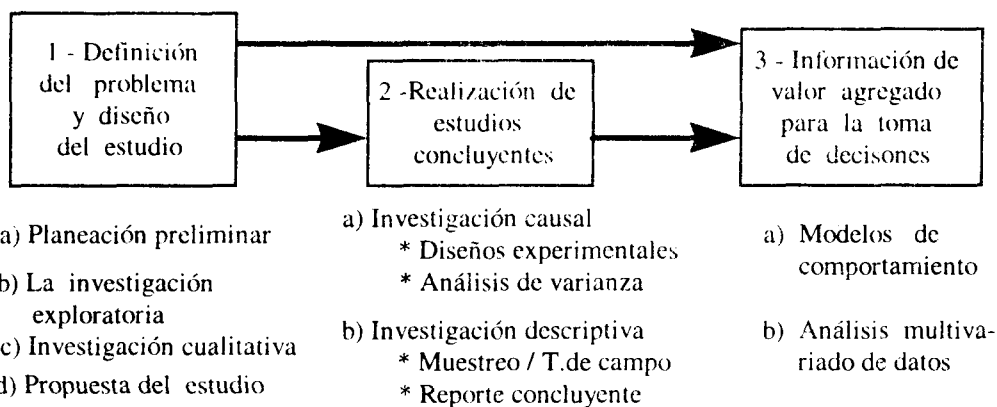 1 - Definición
del problema
y diseño
del estudio
2 -Realización de
estudios
concluyentes
3 - Información de
valor agregado
para la toma
de decisones
a) Planeación preliminar
b) La investigación
exploratoria
c) Investigación cualitativa
d) Propuesta del estudio
a) Investigación causal
* Diseños experimentales
* Análisis de varianza
b) Investigación descriptiva
* Muestreo / T.de campo
* Reporte concluyente
a) Modelos de
comportamiento
b) Análisis multiva-
riado de datos